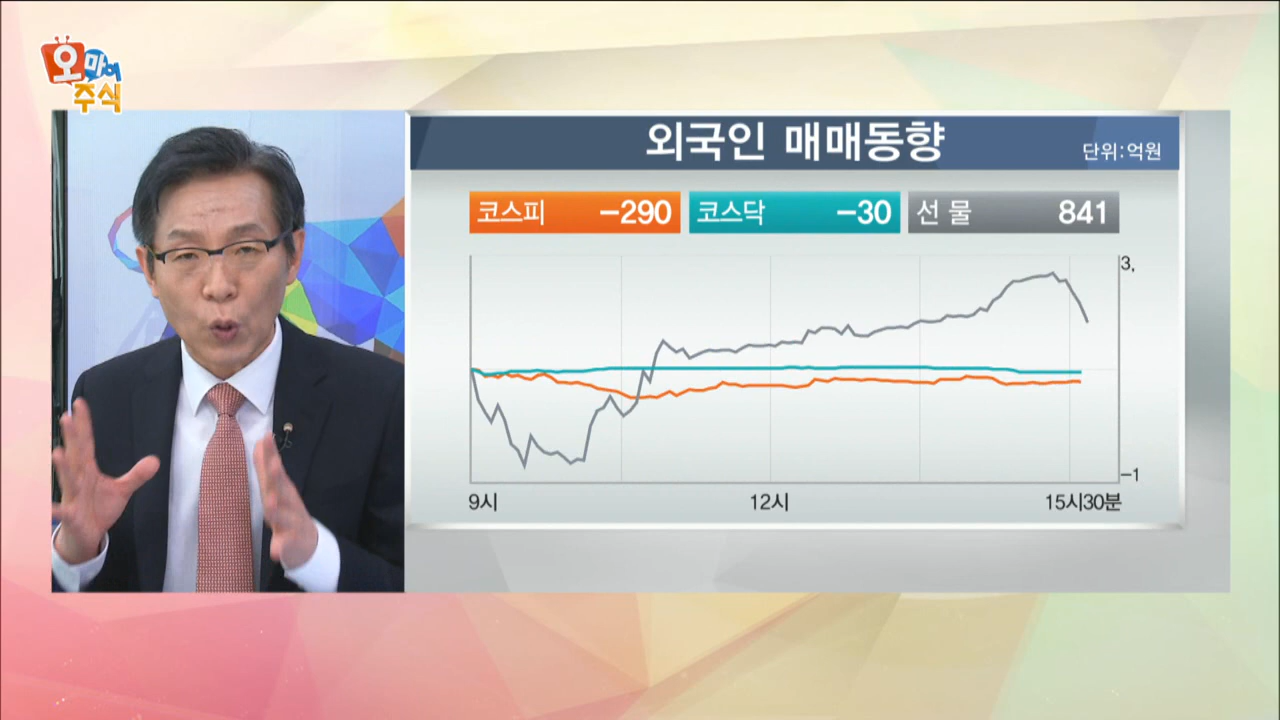 오마이
주식
외국인 매매동향
단위:억원
코스피 -290 코스닥 -30 선 물 841
3,
-1
9시 12시 15시30분